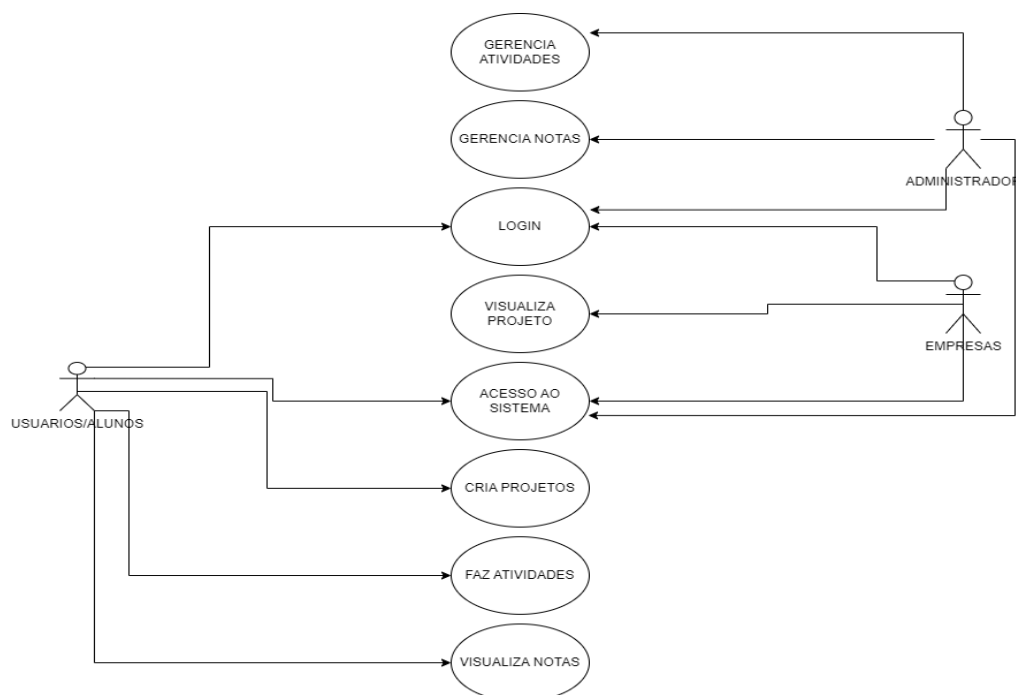 GERENCIA
ATIVIDADES
GERENCIA NOTAS
ADMINISTRADOR
LOGIN
VISUALIZA
PROJETO
EMPRESAS
ACESSO AO
SISTEMA
USUARIOS/ALUNOS
CRIA PROJETOS
FAZ ATIVIDADES
VISUALIZA NOTAS